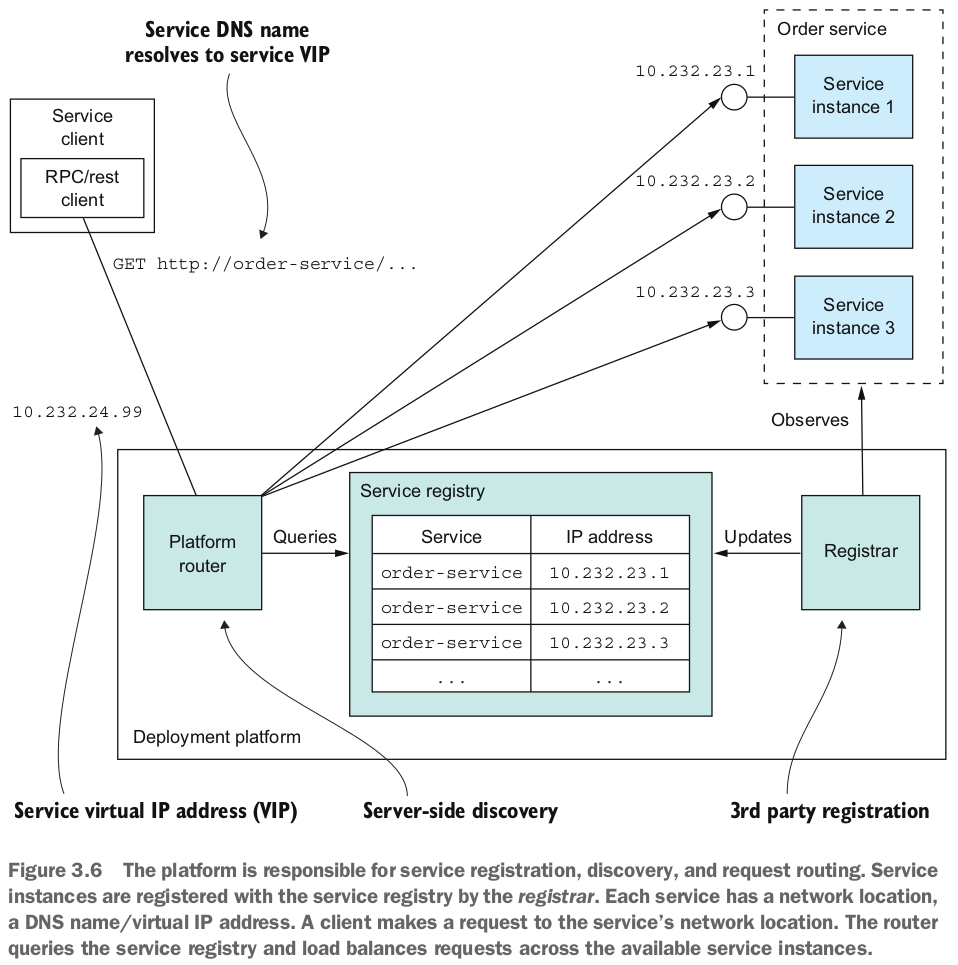 Service DNS name
resolves to service VIP
Service
client
RPC/rest
client
GET http://order-service/...
10.232.24.99
Order service
10.232.23.1
Service
instance 1
10.232.23.2
Service
instance 2
10.232.23.3
Service
instance 3
Observes
Platform
router
Queries
Service registry
Service IP address
order-service 10.232.23.1
order-service 10.232.23.2
order-service 10.232.23.3
... ...
Updates
Registrar
Deployment platform
Service virtual IP address (VIP)
Server-side discovery
3rd party registration
Figure 3.6 The platform is responsible for service registration, discovery, and request routing. Service
instances are registered with the service registry by the registrar. Each service has a network location,
a DNS name/virtual IP address. A client makes a request to the service’s network location. The router
queries the service registry and load balances requests across the available service instances.